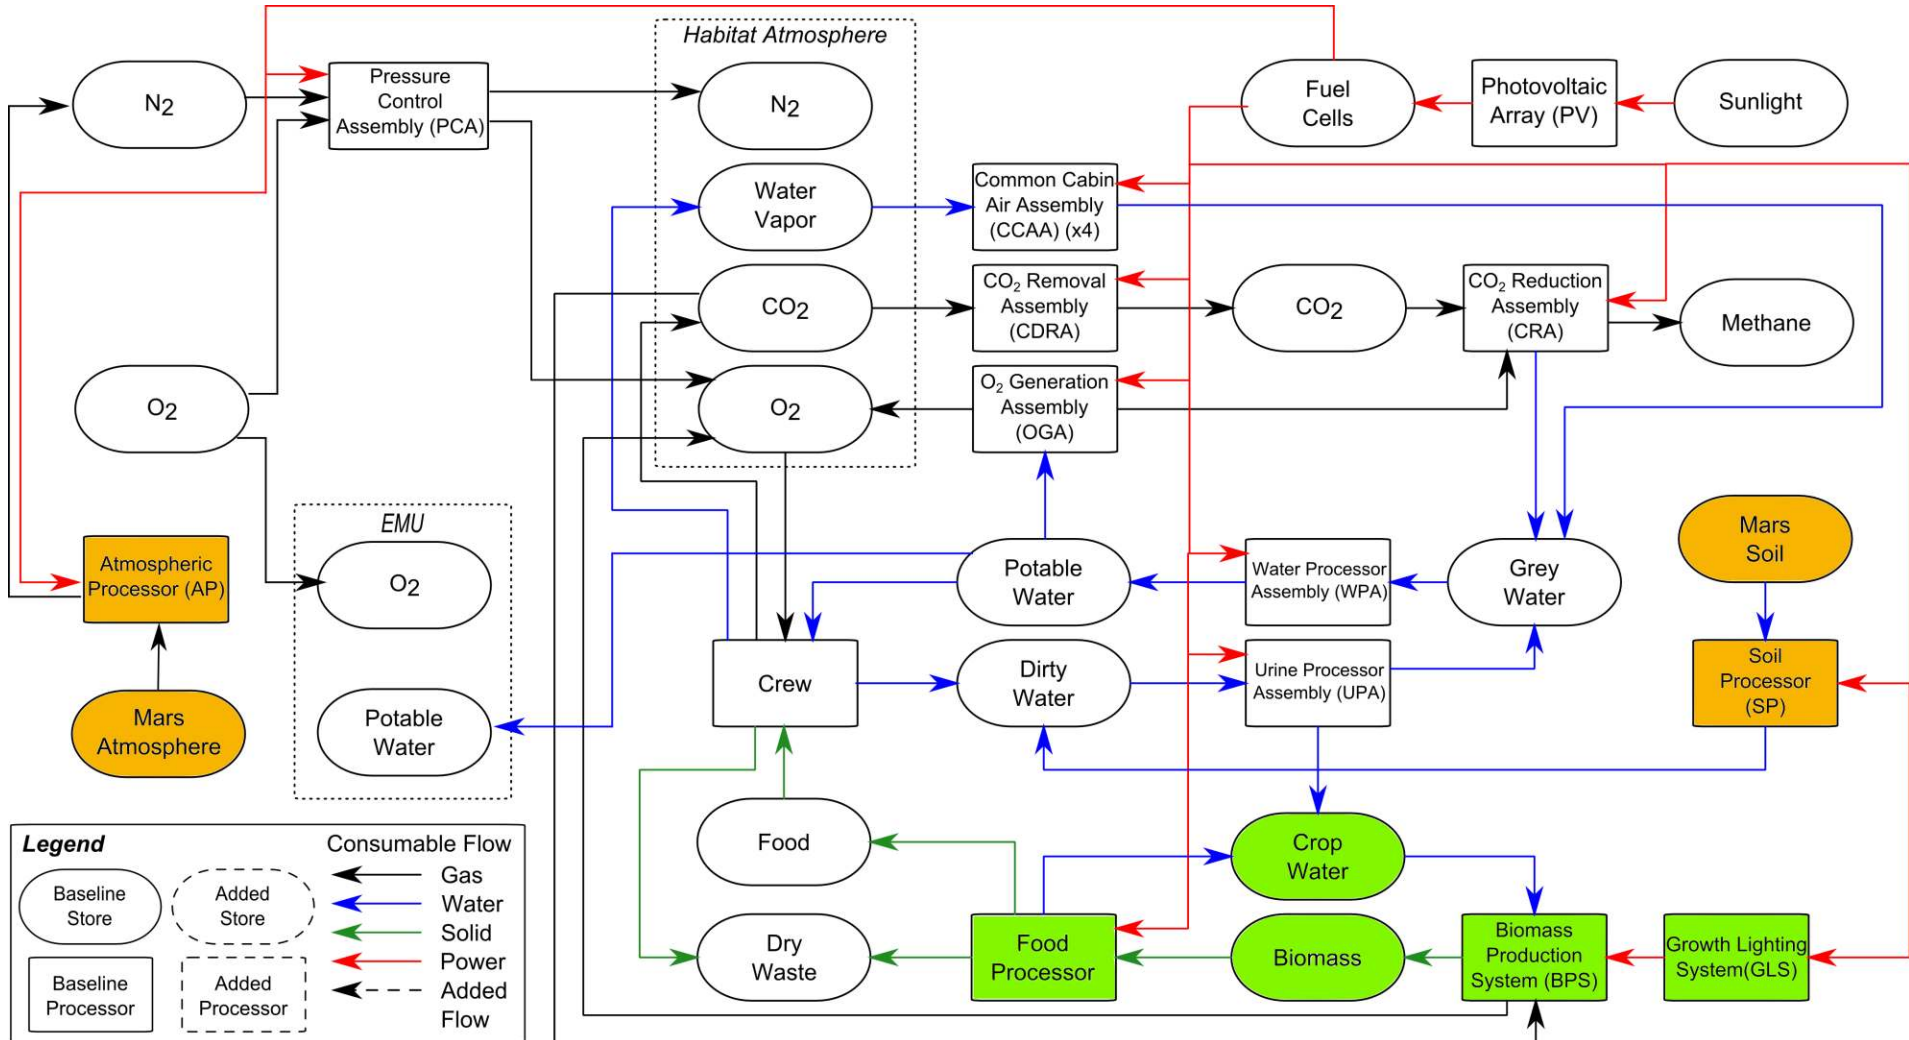 Habitat Atmosphere
N2
Pressure
Control
Assembly (PCA)
N2
Fuel
Cells
Photovoltaic
Array (PV)
Sunlight
Water
Vapor
Common Cabin
Air Assembly
(CCAA) (x4)
CO2
CO2 Removal
Assembly
(CDRA)
CO2
CO2 Reduction
Assembly
(CRA)
Methane
O2
O2
O2 Generation
Assembly
(OGA)
EMU
O2
Potable
Water
Atmospheric
Processor (AP)
Mars
Atmosphere
Potable
Water
Water Processor
Assembly (WPA)
Grey
Water
Mars
Soil
Crew
Dirty
Water
Urine Processor
Assembly (UPA)
Soil
Processor
(SP)
Food
Crop
Water
Dry
Waste
Food
Processor
Biomass
Biomass
Production
System (BPS)
Growth Lighting
System(GLS)
Legend
Consumable Flow
Baseline
Store
Added
Store
Baseline
Processor
Added
Processor
Gas
Water
Solid
Power
Added
Flow